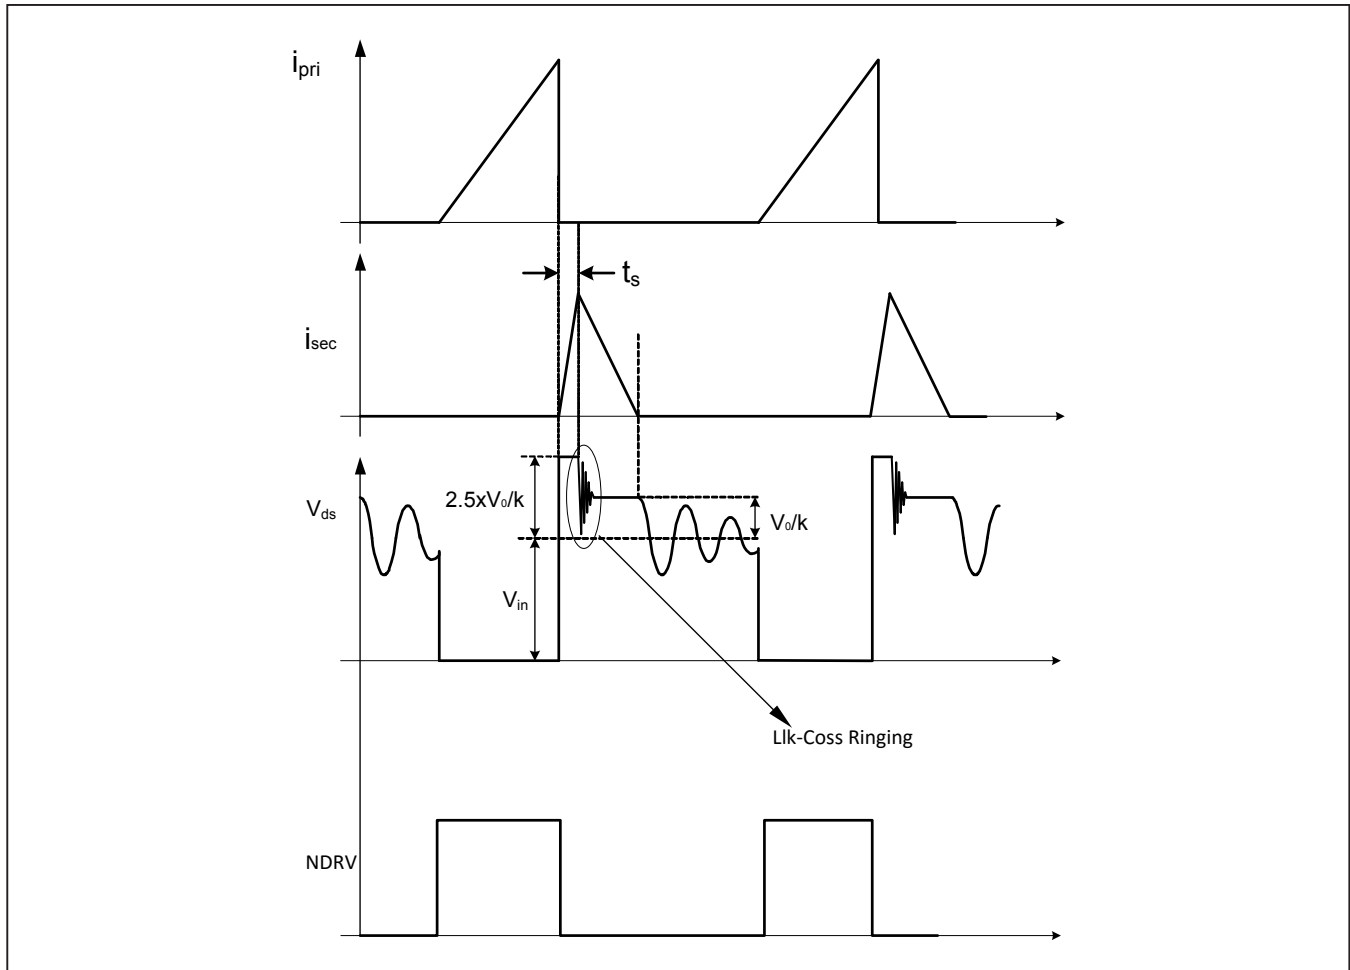 ipri
ts
isec
2.5xV₀/k
Vds
V₀/k
Vin
Llk-Coss Ringing
NDRV